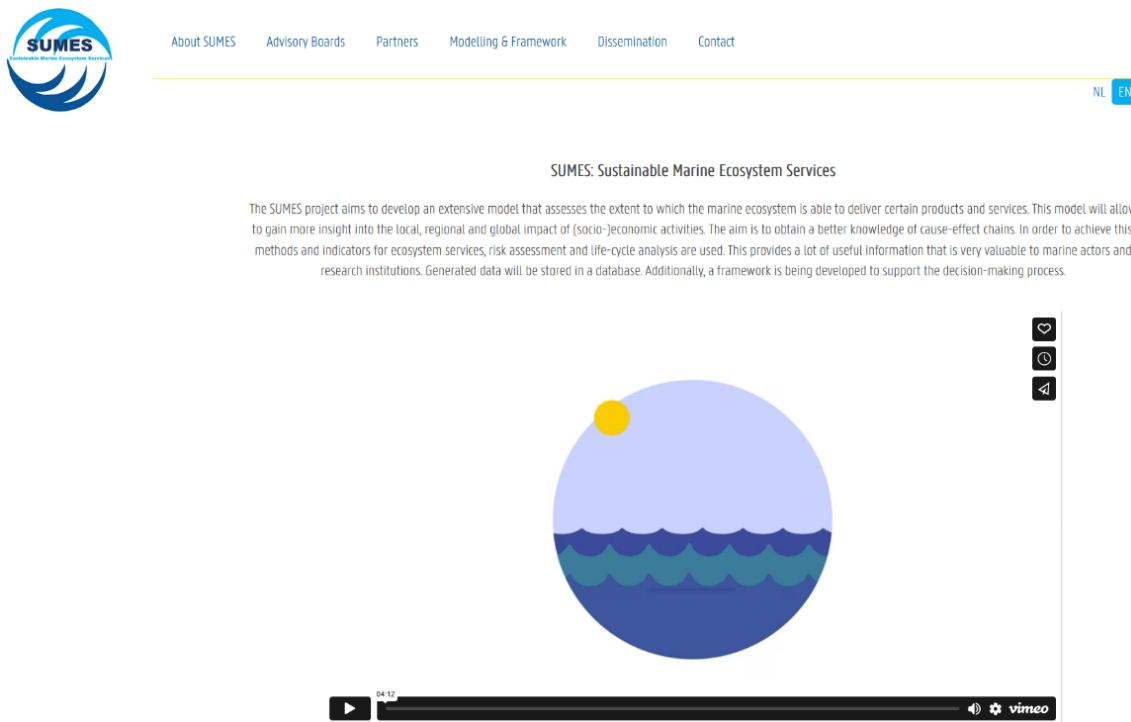 SUMES
Sustainable Marine Ecosystem Services
About SUMES
Advisory Boards
Partners
Modelling & Framework
Dissemination
Contact
NL
EN
SUMES: Sustainable Marine Ecosystem Services
The SUMES project aims to develop an extensive model that assesses the extent to which the marine ecosystem is able to deliver certain products and services. This model will allow
to gain more insight into the local, regional and global impact of (socio-)economic activities. The aim is to obtain a better knowledge of cause-effect chains. In order to achieve this
methods and indicators for ecosystem services, risk assessment and life-cycle analysis are used. This provides a lot of useful information that is very valuable to marine actors and
research institutions. Generated data will be stored in a database. Additionally, a framework is being developed to support the decision-making process.
04:12
vimeo